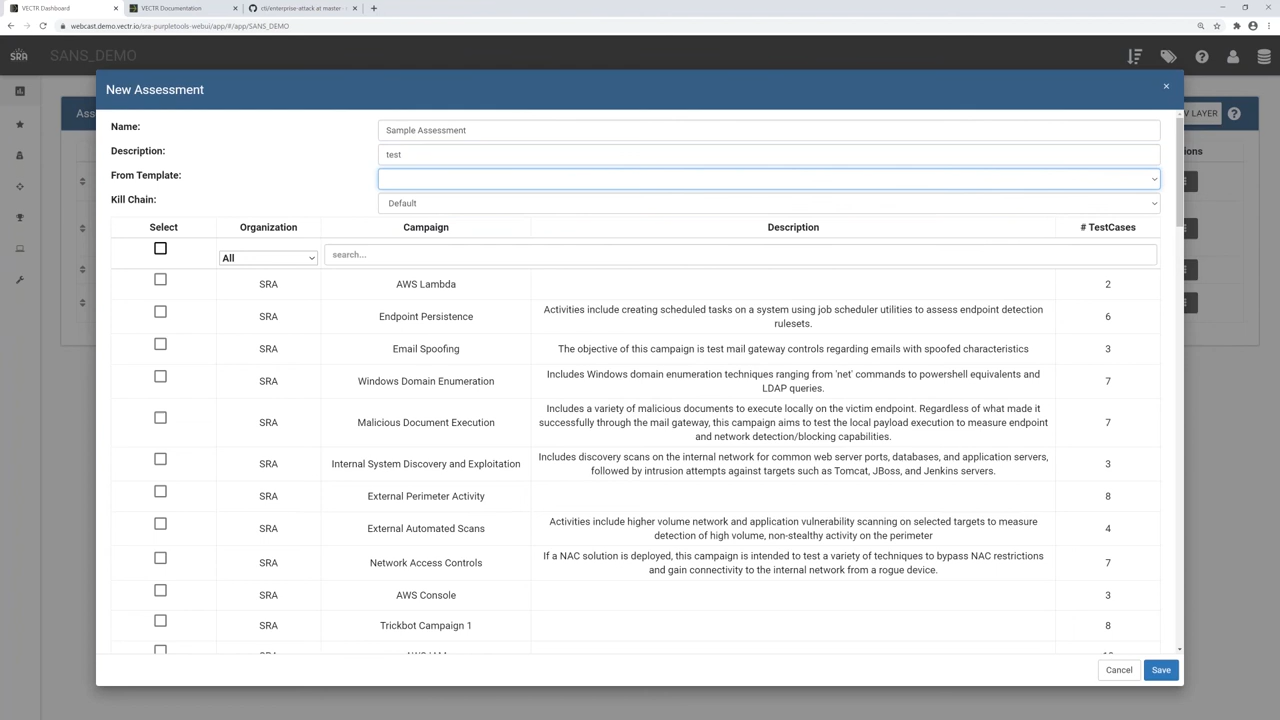 VECTR Dashboard
VECTR Documentation
cti/enterprise-attack at master ·
webcast.demo.vectr.io/sra-purpletools-webui/app/#/app/SANS_DEMO
SRA
SANS_DEMO
New Assessment
Name:
Sample Assessment
Description:
test
From Template:
Kill Chain:
Default
Select Organization Campaign Description # TestCases
All search...
SRA AWS Lambda 2
SRA Endpoint Persistence Activities include creating scheduled tasks on a system using job scheduler utilities to assess endpoint detection 6
rulesets.
SRA Email Spoofing The objective of this campaign is test mail gateway controls regarding emails with spoofed characteristics 3
SRA Windows Domain Enumeration Includes Windows domain enumeration techniques ranging from 'net' commands to powershell equivalents and 7
LDAP queries.
Includes a variety of malicious documents to execute locally on the victim endpoint. Regardless of what made it
SRA Malicious Document Execution successfully through the mail gateway, this campaign aims to test the local payload execution to measure endpoint 7
and network detection/blocking capabilities.
SRA Internal System Discovery and Exploitation Includes discovery scans on the internal network for common web server ports, databases, and application servers, 3
followed by intrusion attempts against targets such as Tomcat, JBoss, and Jenkins servers.
SRA External Perimeter Activity 8
SRA External Automated Scans Activities include higher volume network and application vulnerability scanning on selected targets to measure 4
detection of high volume, non-stealthy activity on the perimeter
SRA Network Access Controls If a NAC solution is deployed, this campaign is intended to test a variety of techniques to bypass NAC restrictions 7
and gain connectivity to the internal network from a rogue device.
SRA AWS Console 3
SRA Trickbot Campaign 1 8
Cancel Save
Ass
V LAYER
ions